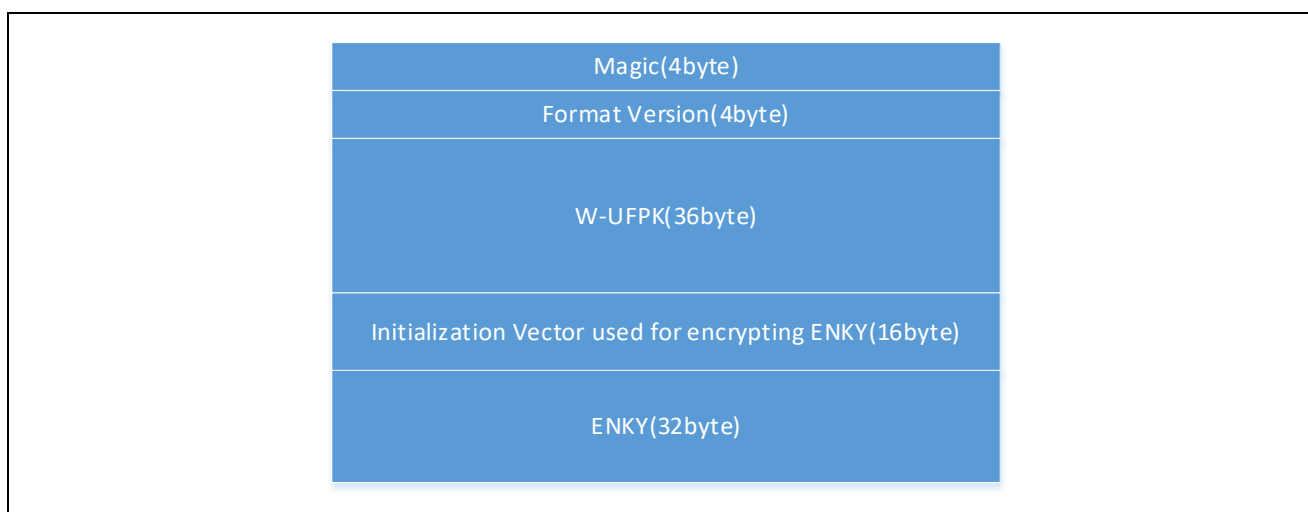 Magic(4byte)
Format Version(4byte)
W-UFPK(36byte)
Initialization Vector used for encrypting ENKY(16byte)
ENKY(32byte)